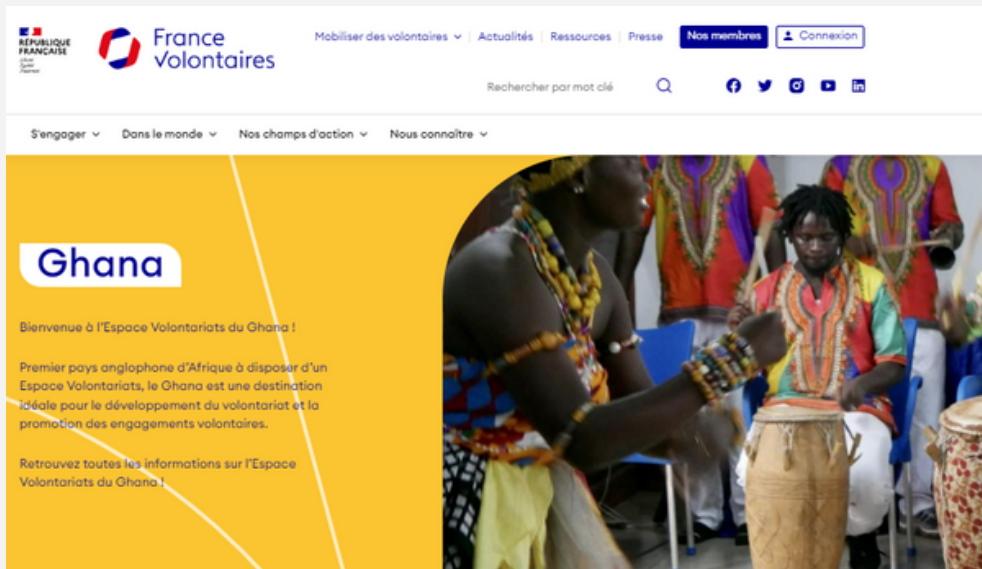 RÉPUBLIQUE
FRANÇAISE
Liberté
Égalité
Fraternité
France
Volontaires
Mobiliser des volontaires
Actualités
Ressources
Presse
Nos membres
Connexion
Rechercher par mot clé
S'engager
Dans le monde
Nos champs d'action
Nous connaître
Ghana
Bienvenue à l'Espace Volontariats du Ghana !
Premier pays anglophone d'Afrique à disposer d'un
Espace Volontariats, le Ghana est une destination
idéale pour le développement du volontariat et la
promotion des engagements volontaires.
Retrouvez toutes les informations sur l'Espace
Volontariats du Ghana !